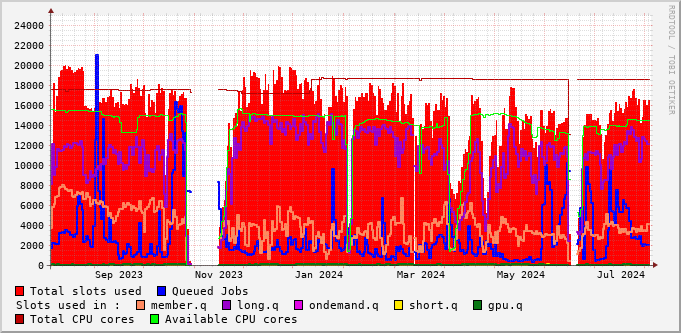 24000
22000
20000
18000
16000
14000
12000
10000
8000
6000
4000
2000
0
Sep 2023 Nov 2023 Jan 2024 Mar 2024 May 2024 Jul 2024
Total slots used Queued Jobs
Slots used in : member.q long.q ondemand.q short.q gpu.q
Total CPU cores Available CPU cores
RRDTOOL / TOBI OETIKER